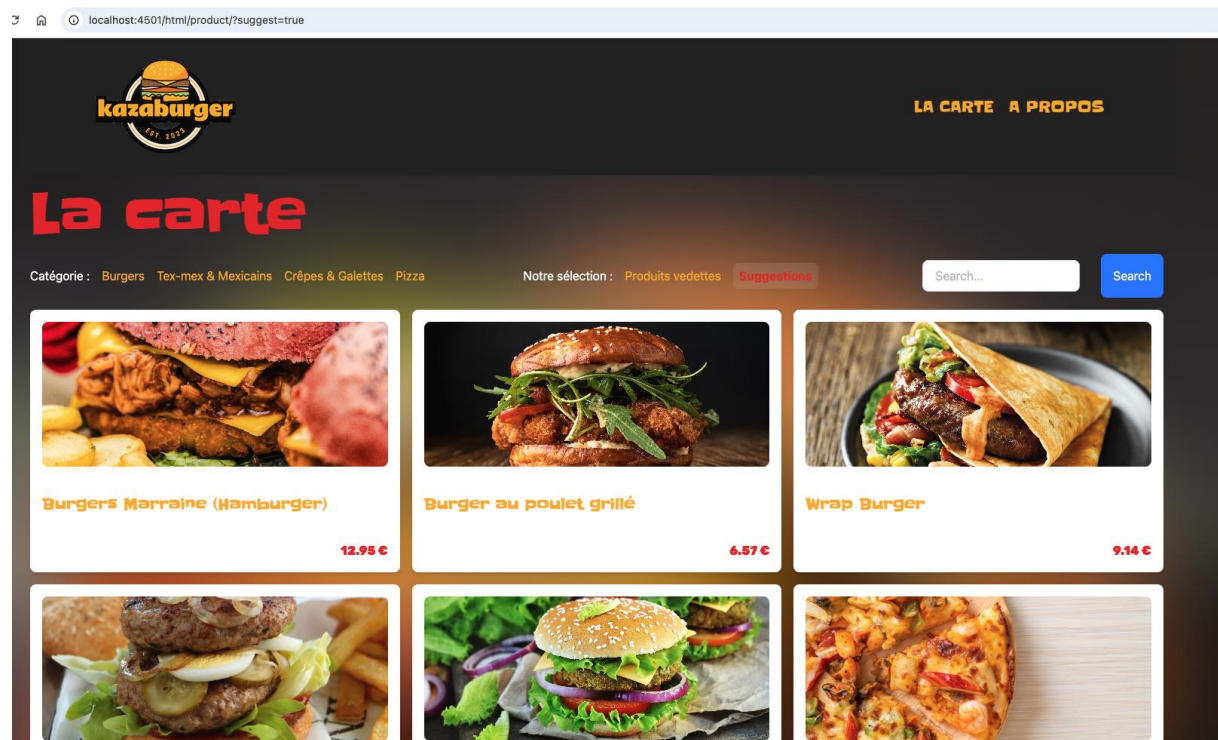 localhost:4501/html/product/?suggest=true
kazaburger
EST. 2023
LA CARTE A PROPOS
La carte
Catégorie : Burgers Tex-mex & Mexicains Crêpes & Galettes Pizza Notre sélection : Produits vedettes Suggestions Search... Search
Burgers Marraine (Hamburger)
12.95 €
Burger au poulet grillé
6.57 €
Wrap Burger
9.14 €